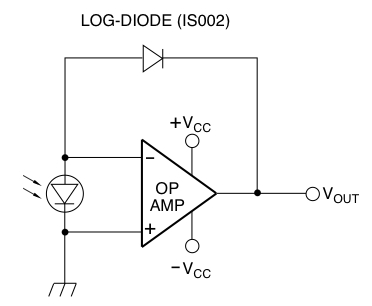 LOG-DIODE (IS002)
+VCC
−
OP
AMP
+
VOUT
−VCC